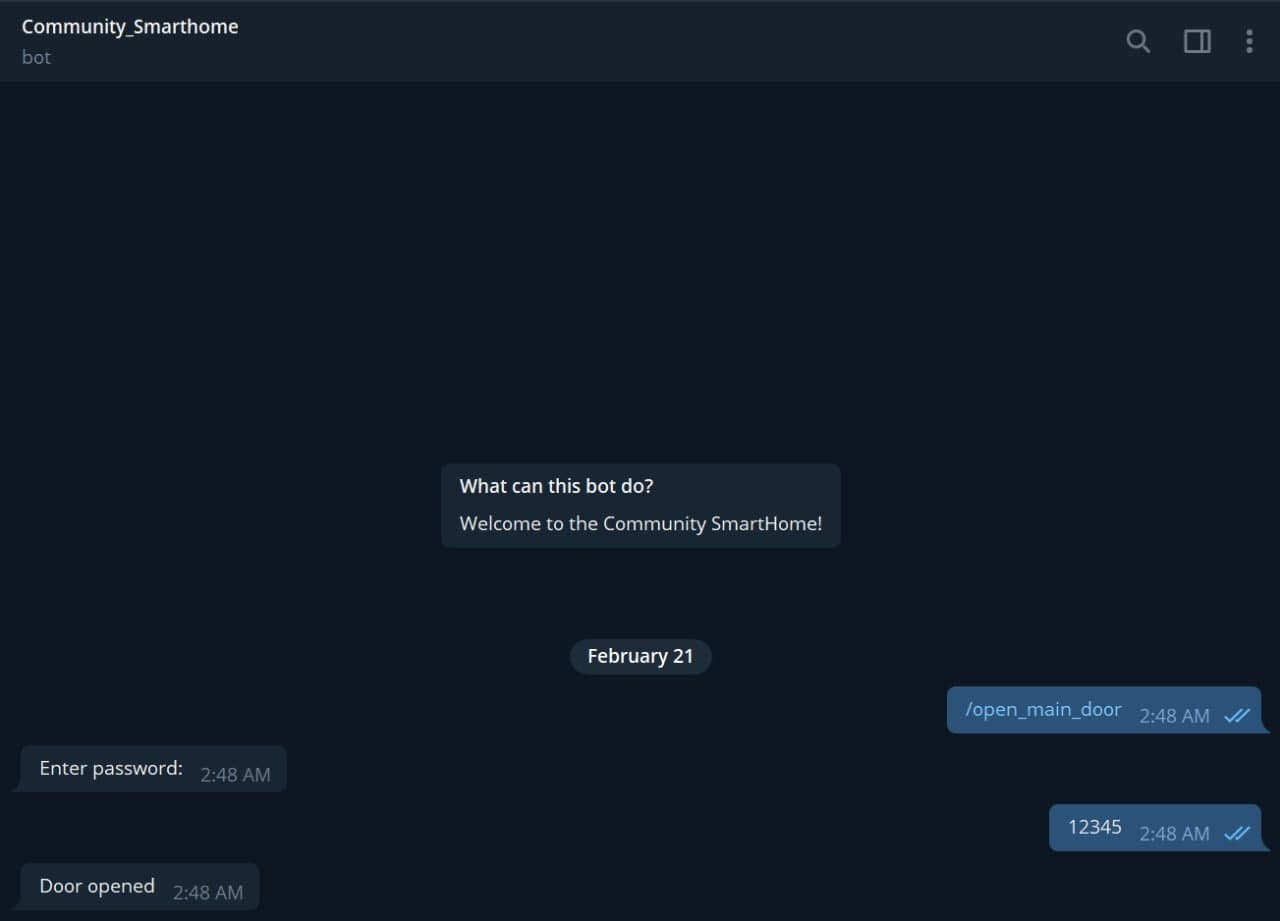 Community_Smarthome
bot
What can this bot do?
Welcome to the Community SmartHome!
February 21
/open_main_door 2:48 AM
Enter password: 2:48 AM
12345 2:48 AM
Door opened 2:48 AM